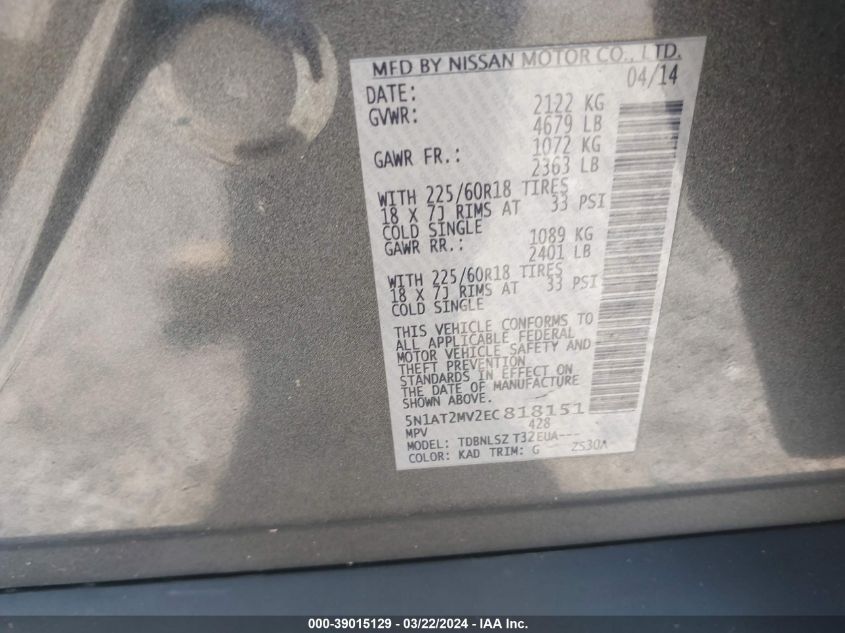 MFD BY NISSAN MOTOR CO., LTD.
DATE: 04/14
GVWR: 2122 KG
4679 LB
GAWR FR.: 1072 KG
2363 LB
WITH 225/60R18 TIRES
18 X 7J RIMS AT 33 PSI
COLD SINGLE
GAWR RR.: 1089 KG
2401 LB
WITH 225/60R18 TIRES
18 X 7J RIMS AT 33 PSI
COLD SINGLE
THIS VEHICLE CONFORMS TO
ALL APPLICABLE FEDERAL
MOTOR VEHICLE SAFETY AND
THEFT PREVENTION
STANDARDS IN EFFECT ON
THE DATE OF MANUFACTURE
SHOWN ABOVE.
5N1AT2MV2EC818151
MPV 428
MODEL: TDBNLSZ T32EUA---
COLOR: KAD TRIM: G ZS30A
000-39015129 - 03/22/2024 - IAA Inc.